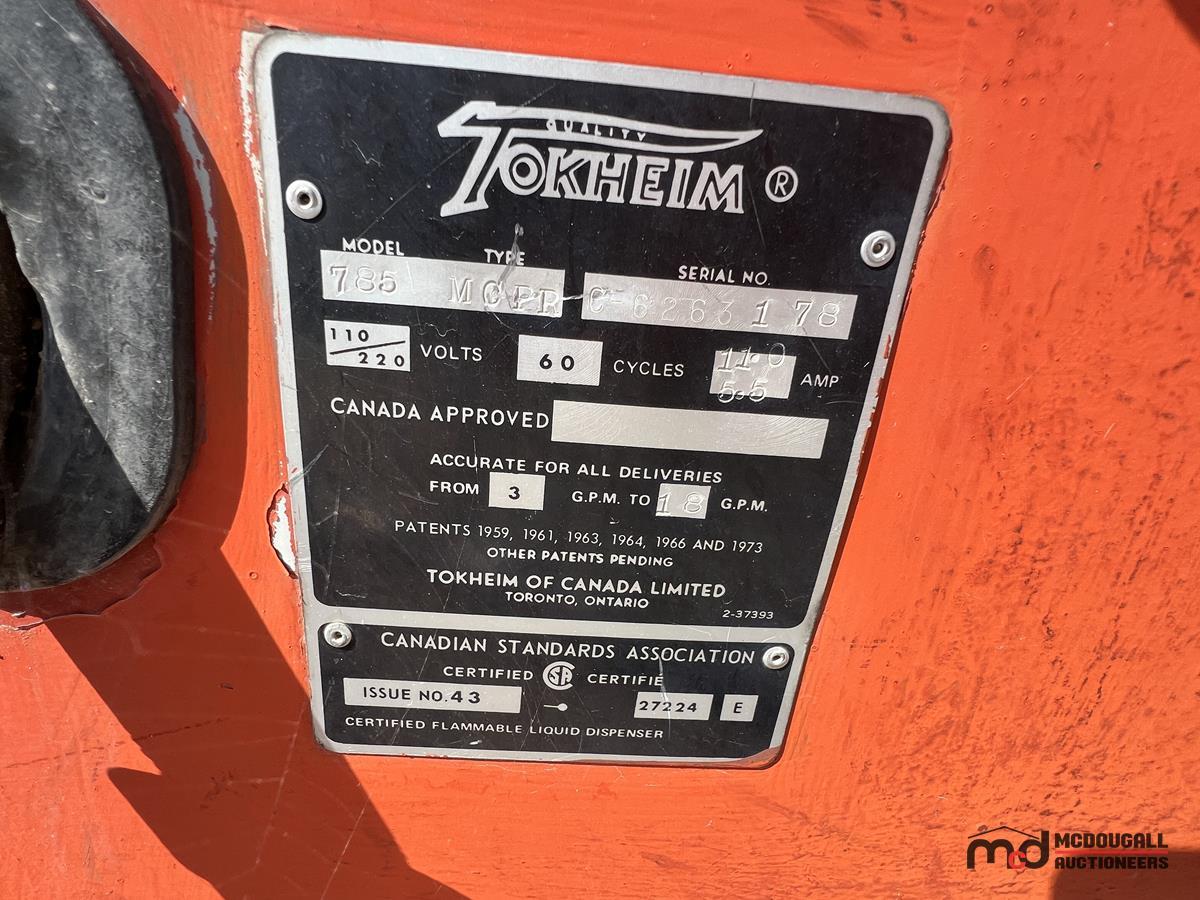 QUALITY
TOKHEIM ®
MODEL TYPE SERIAL NO.
785 MCPR C-6263178
110/220 VOLTS 60 CYCLES 11.0 5.5 AMP
CANADA APPROVED
ACCURATE FOR ALL DELIVERIES
FROM 3 G.P.M. TO 18 G.P.M.
PATENTS 1959, 1961, 1963, 1964, 1966 AND 1973
OTHER PATENTS PENDING
TOKHEIM OF CANADA LIMITED
TORONTO, ONTARIO
2-37393
CANADIAN STANDARDS ASSOCIATION
CERTIFIED SA CERTIFIÉ
ISSUE NO. 43 27224 E
CERTIFIED FLAMMABLE LIQUID DISPENSER
mcd MCDOUGALL
AUCTIONEERS